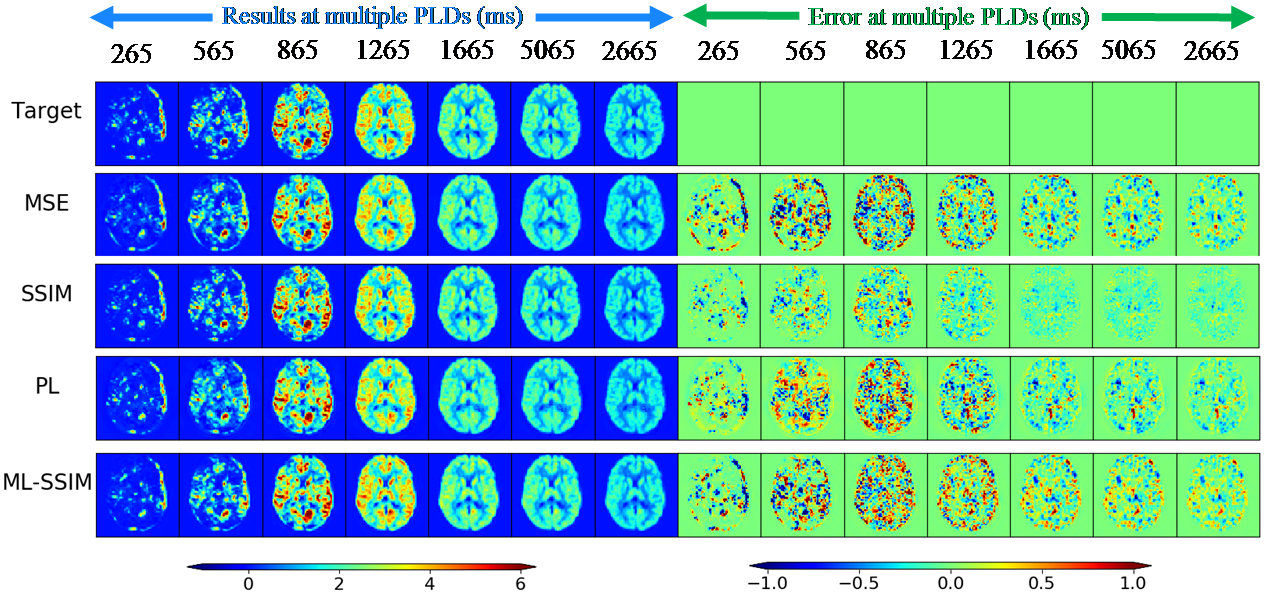 Results at multiple PLDs (ms) Error at multiple PLDs (ms)
265 565 865 1265 1665 5065 2665 265 565 865 1265 1665 5065 2665
Target
MSE
SSIM
PL
ML-SSIM
0 2 4 6 −1.0 −0.5 0.0 0.5 1.0